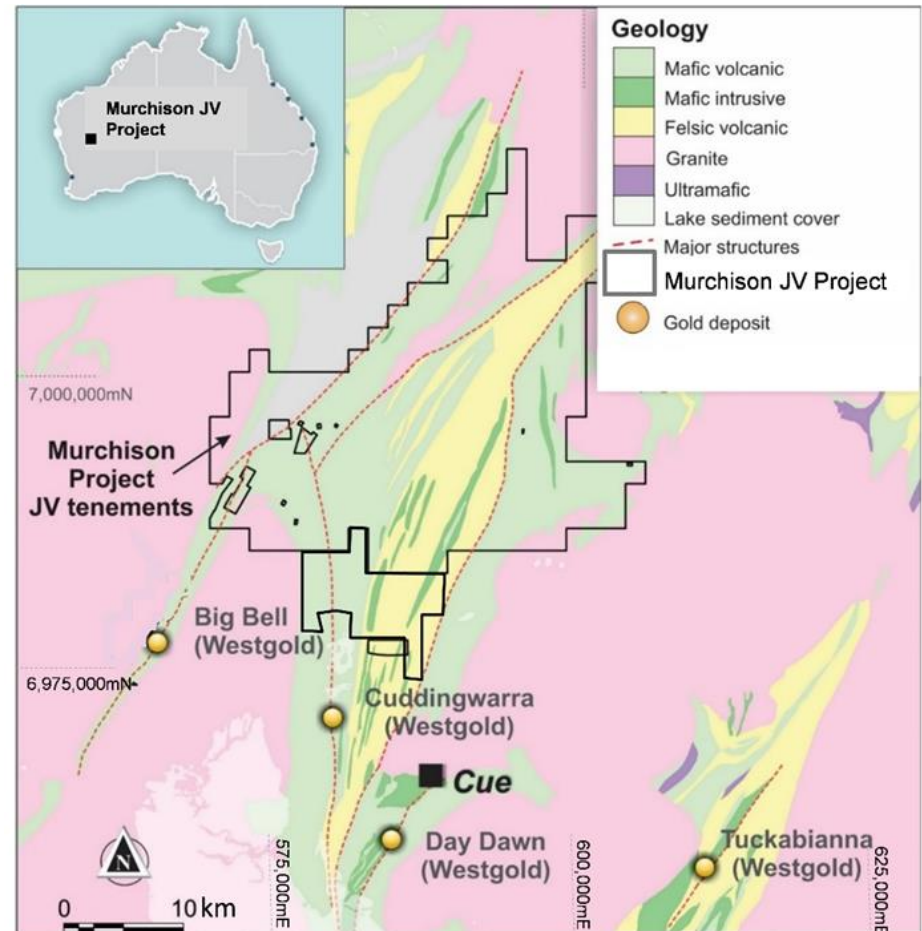 Murchison JV
Project
Geology
Mafic volcanic
Mafic intrusive
Felsic volcanic
Granite
Ultramafic
Lake sediment cover
Major structures
Murchison JV Project
Gold deposit
7,000,000mN
Murchison
Project
JV tenements
Big Bell
(Westgold)
6,975,000mN
Cuddingwarra
(Westgold)
Cue
Day Dawn
(Westgold)
Tuckabianna
(Westgold)
575,000mE
600,000mE
625,000mE
N
0 10 km